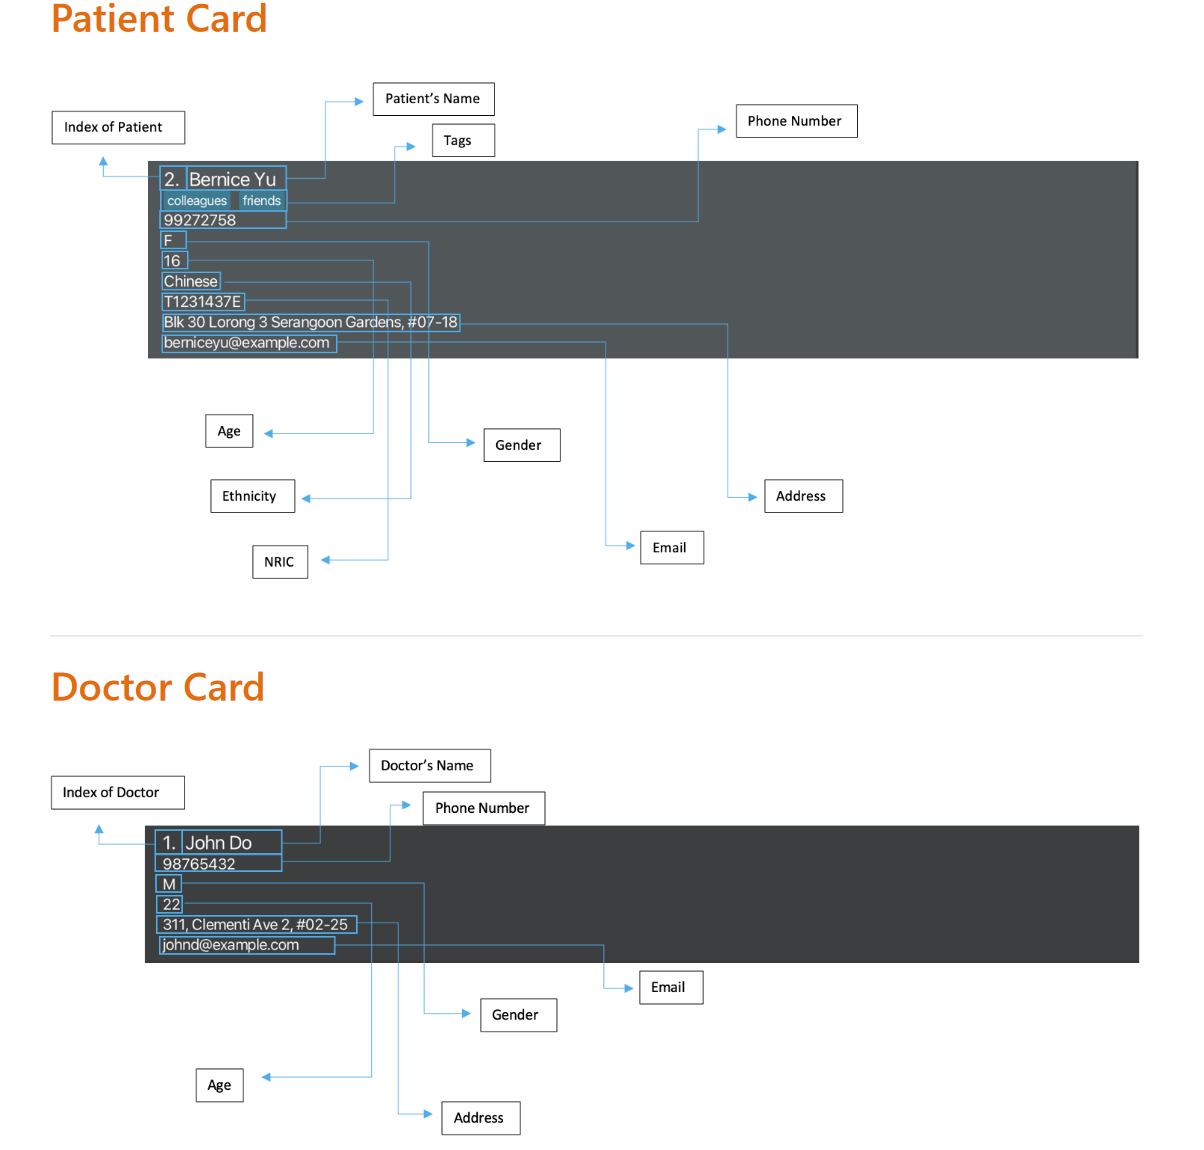 Patient Card
Patient's Name
Index of Patient
Phone Number
Tags
2. Bernice Yu
colleagues friends
99272758
F
16
Chinese
T1231437E
Blk 30 Lorong 3 Serangoon Gardens, #07-18
berniceyu@example.com
Age
Gender
Ethnicity
Address
Email
NRIC
Doctor Card
Doctor's Name
Index of Doctor
Phone Number
1. John Do
98765432
M
22
311, Clementi Ave 2, #02-25
johnd@example.com
Email
Gender
Age
Address